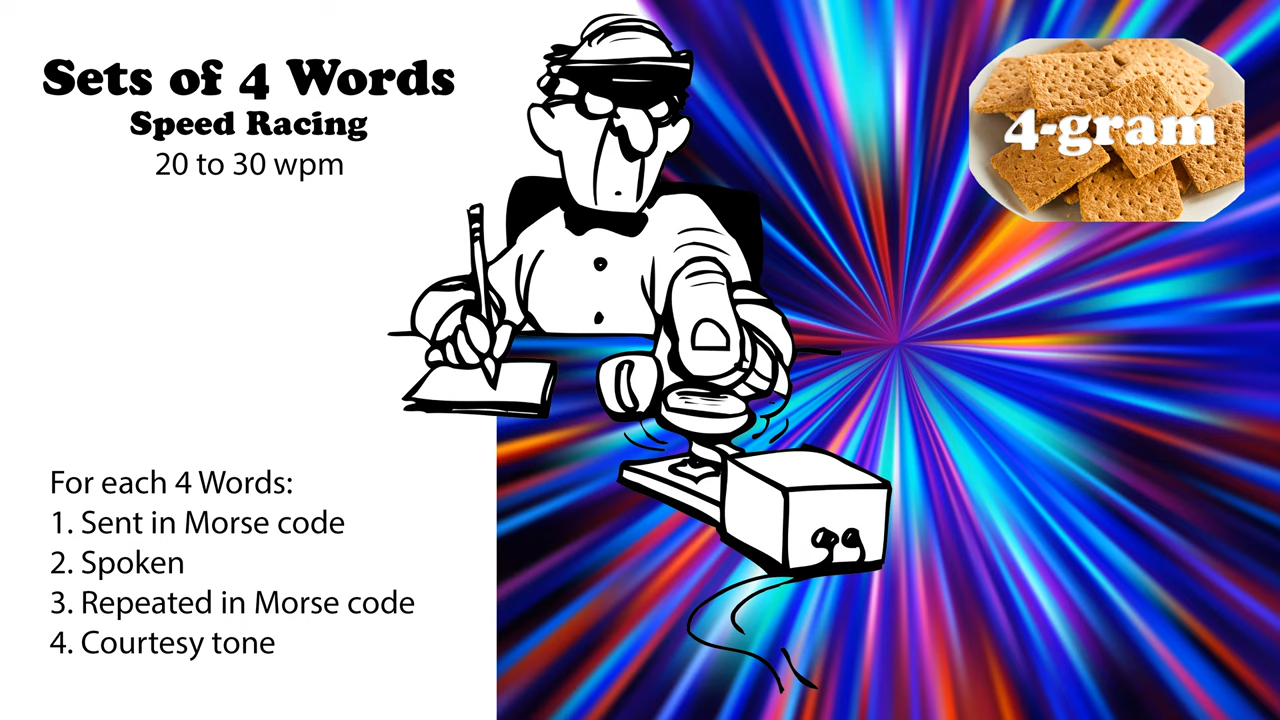 Sets of 4 Words
Speed Racing
20 to 30 wpm
4-gram
For each 4 Words:
1. Sent in Morse code
2. Spoken
3. Repeated in Morse code
4. Courtesy tone